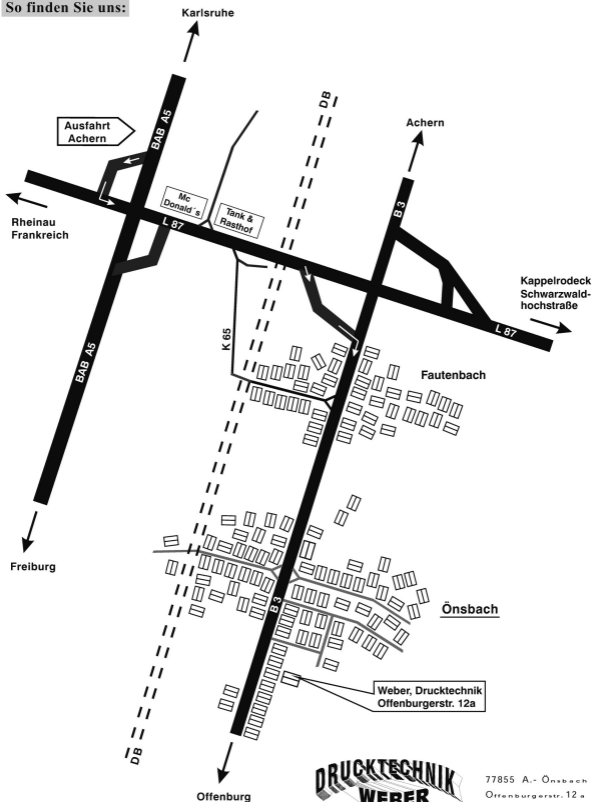 So finden Sie uns:
Karlsruhe
DB
Achern
BAB A5
Ausfahrt
Achern
Mc
Donald´s
Tank &
Rasthof
B 3
Rheinau
Frankreich
L 87
Kappelrodeck
Schwarzwald-
hochstraße
L 87
K 65
BAB A5
Fautenbach
Freiburg
B 3
Önsbach
Weber, Drucktechnik
Offenburgerstr. 12a
DB
Offenburg
DRUCKTECHNIK
WEBER
77855 A.- Önsbach
Offenburgerstr. 12 a